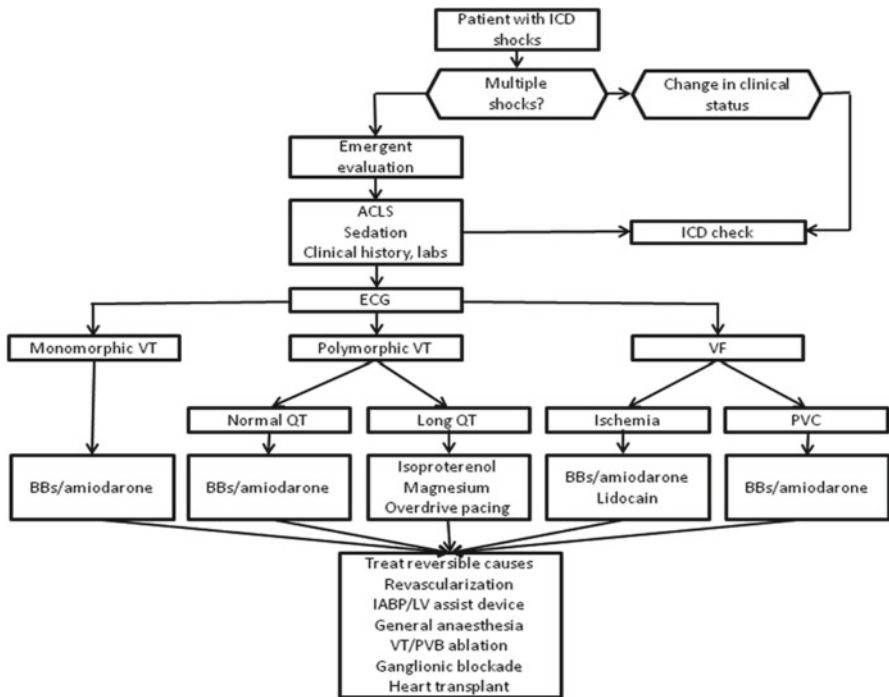 Patient with ICD
shocks
Multiple
shocks?
Change in clinical
status
Emergent
evaluation
ACLS
Sedation
Clinical history, labs
ICD check
ECG
Monomorphic VT
Polymorphic VT
VF
Normal QT
Long QT
Ischemia
PVC
BBs/amiodarone
BBs/amiodarone
Isoproterenol
Magnesium
Overdrive pacing
BBs/amiodarone
Lidocain
BBs/amiodarone
Treat reversible causes
Revascularization
IABP/LV assist device
General anaesthesia
VT/PVB ablation
Ganglionic blockade
Heart transplant